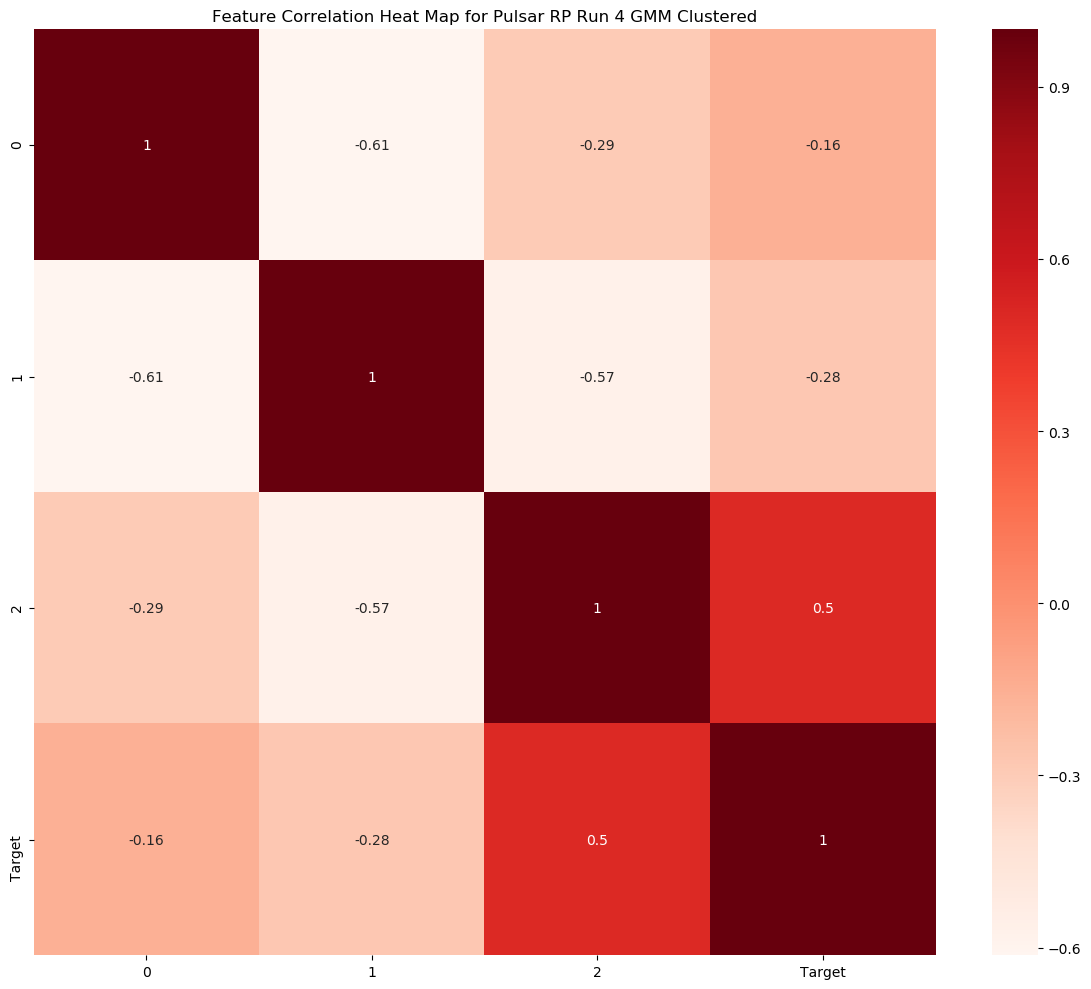 Feature Correlation Heat Map for Pulsar RP Run 4 GMM Clustered
0 1 -0.61 -0.29 -0.16
1 -0.61 1 -0.57 -0.28
2 -0.29 -0.57 1 0.5
Target -0.16 -0.28 0.5 1
0 1 2 Target
0.9
0.6
0.3
0.0
−0.3
−0.6